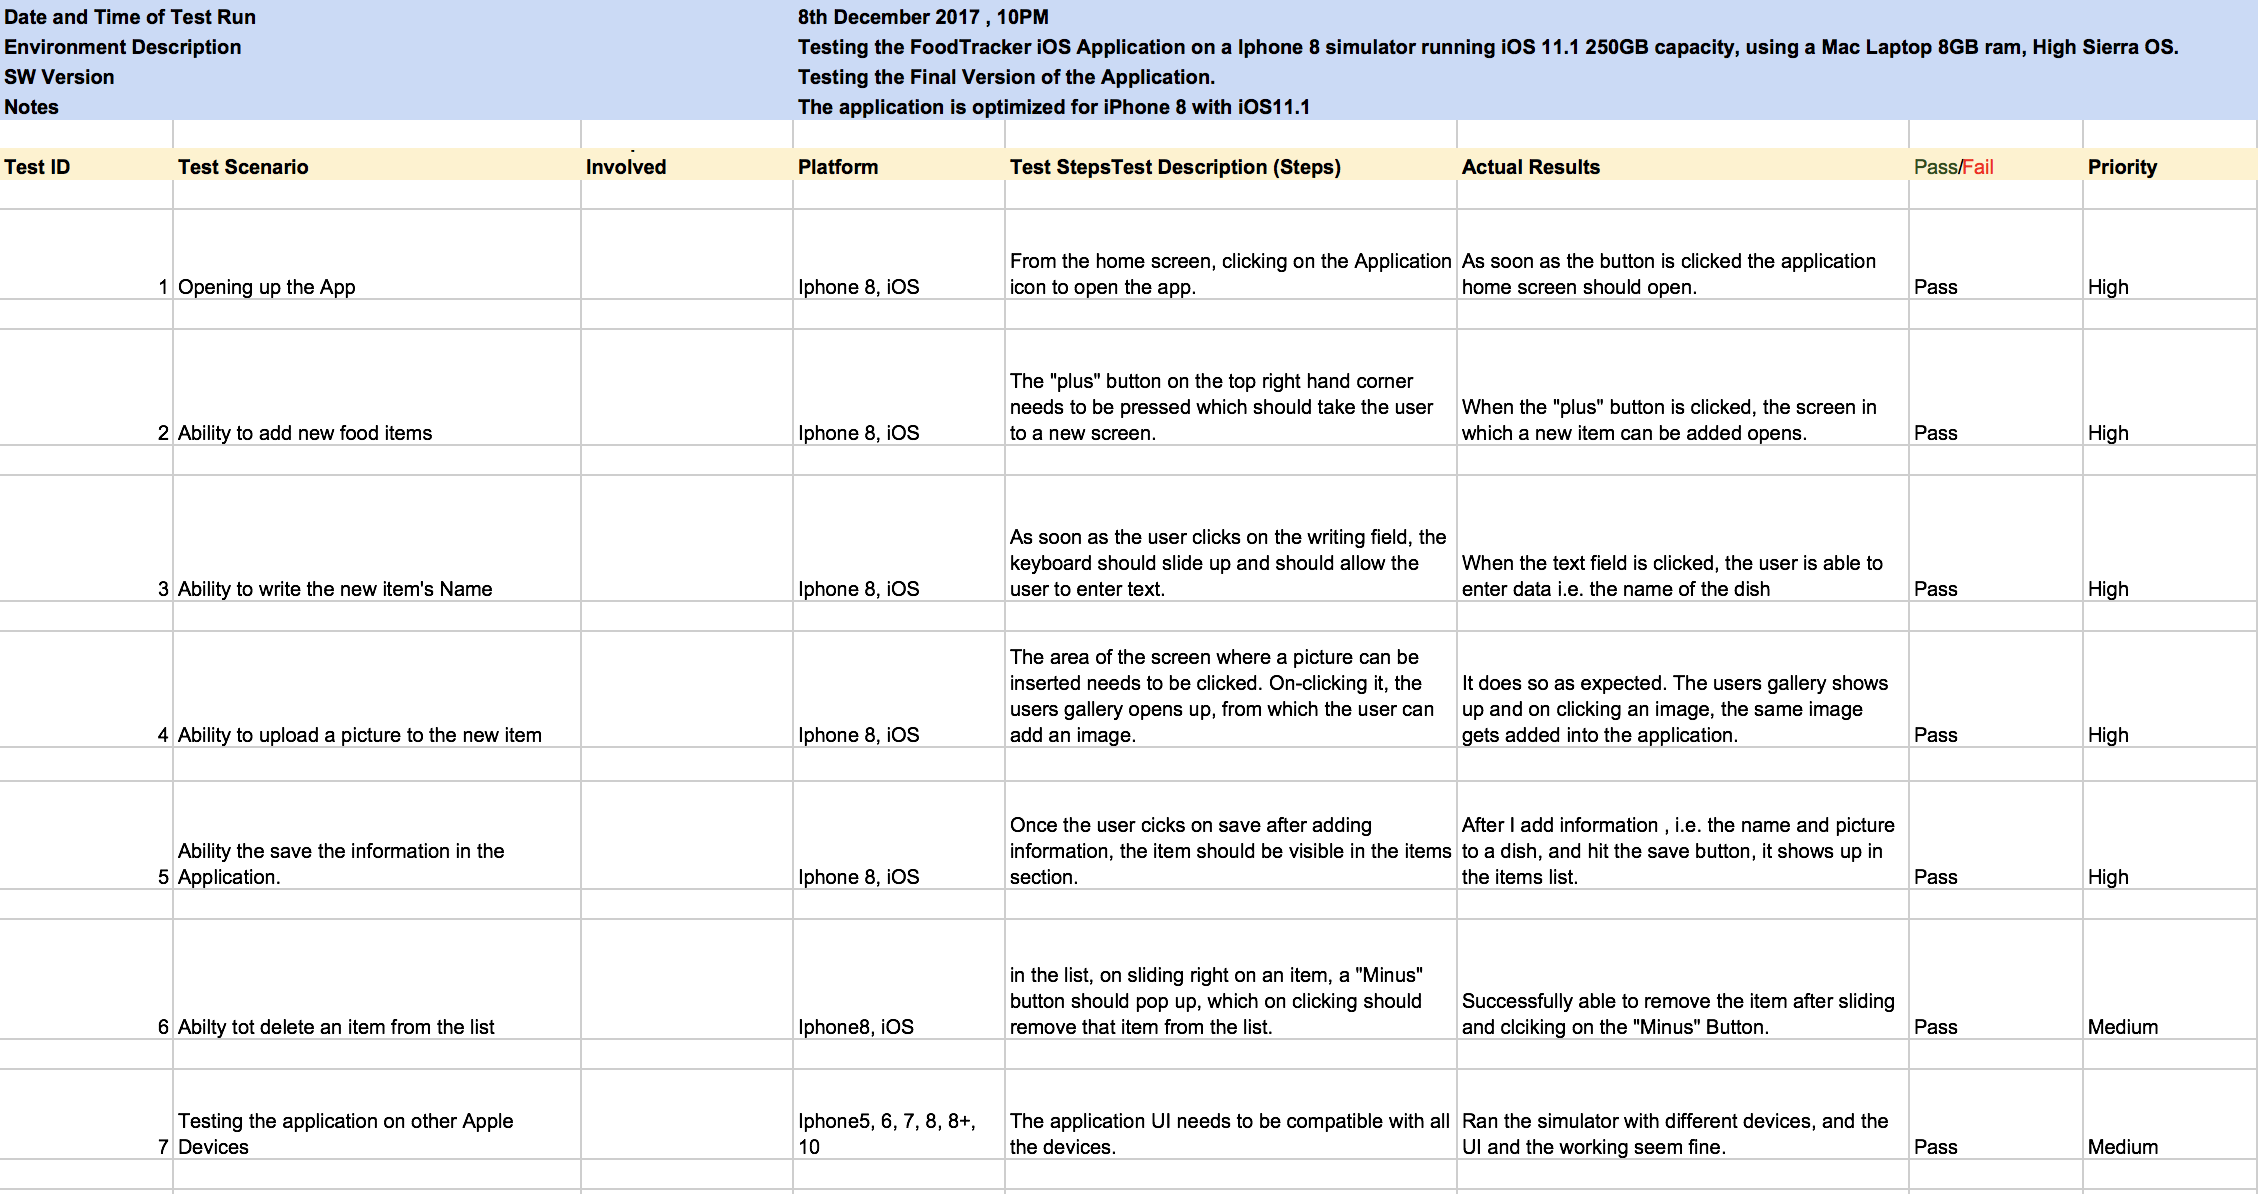 Date and Time of Test Run 8th December 2017 , 10PM
Environment Description Testing the FoodTracker iOS Application on a Iphone 8 simulator running iOS 11.1 250GB capacity, using a Mac Laptop 8GB ram, High Sierra OS.
SW Version Testing the Final Version of the Application.
Notes The application is optimized for iPhone 8 with iOS11.1
Test ID Test Scenario Involved Platform Test StepsTest Description (Steps) Actual Results Pass/Fail Priority
1 Opening up the App
Iphone 8, iOS
From the home screen, clicking on the Application
icon to open the app.
As soon as the button is clicked the application
home screen should open.
Pass
High
2 Ability to add new food items
Iphone 8, iOS
The "plus" button on the top right hand corner
needs to be pressed which should take the user
to a new screen.
When the "plus" button is clicked, the screen in
which a new item can be added opens.
Pass
High
3 Ability to write the new item's Name
Iphone 8, iOS
As soon as the user clicks on the writing field, the
keyboard should slide up and should allow the
user to enter text.
When the text field is clicked, the user is able to
enter data i.e. the name of the dish
Pass
High
4 Ability to upload a picture to the new item
Iphone 8, iOS
The area of the screen where a picture can be
inserted needs to be clicked. On-clicking it, the
users gallery opens up, from which the user can
add an image.
It does so as expected. The users gallery shows
up and on clicking an image, the same image
gets added into the application.
Pass
High
Ability the save the information in the
5 Application.
Iphone 8, iOS
Once the user cicks on save after adding
information, the item should be visible in the items
section.
After I add information , i.e. the name and picture
to a dish, and hit the save button, it shows up in
the items list.
Pass
High
6 Abilty tot delete an item from the list
Iphone8, iOS
in the list, on sliding right on an item, a "Minus"
button should pop up, which on clicking should
remove that item from the list.
Successfully able to remove the item after sliding
and clciking on the "Minus" Button.
Pass
Medium
Testing the application on other Apple
7 Devices
Iphone5, 6, 7, 8, 8+,
10
The application UI needs to be compatible with all
the devices.
Ran the simulator with different devices, and the
UI and the working seem fine.
Pass
Medium